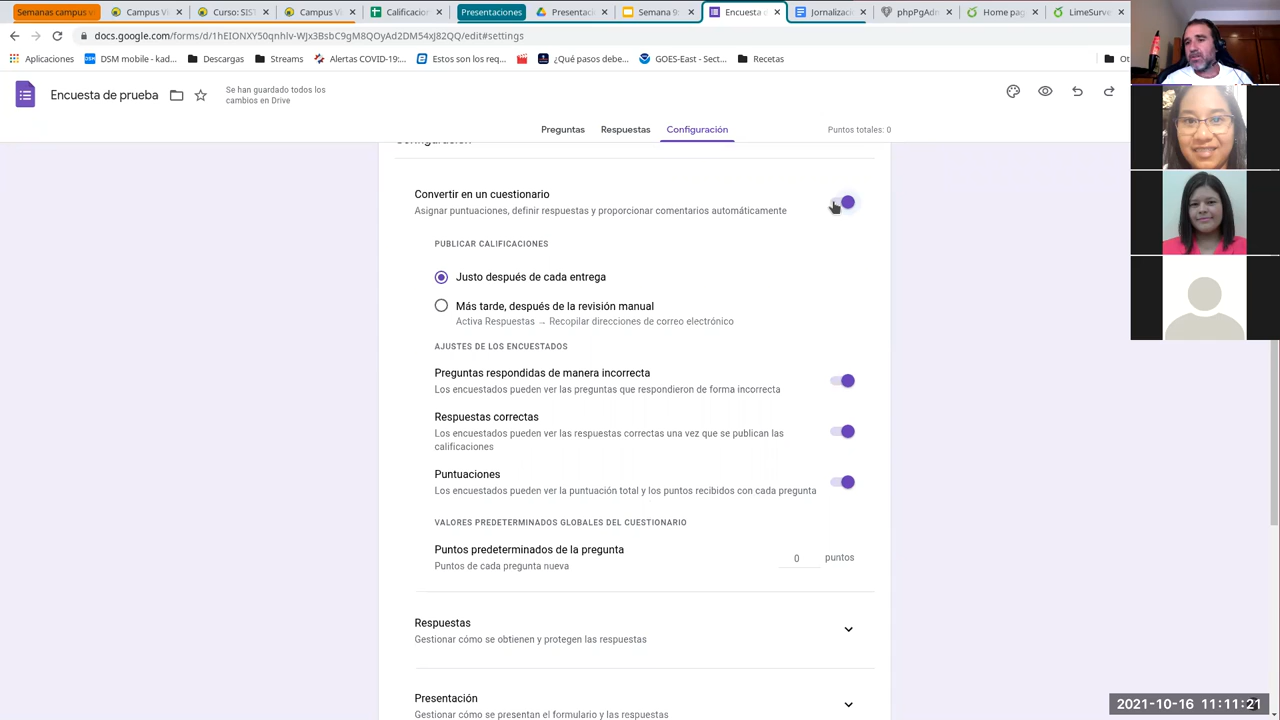 Semanas campus vi
Campus Vi
Curso: SIS
Campus Vi
Calificacion
Presentaciones
Presentaci
Semana 9:
Encuesta d
Jornalizaci
phpPgAdm
Home pag
LimeSurve
docs.google.com/forms/d/1hEIONXY50qnhlv-WJx3BsbC9gM8QOyAd2DM54xJ82QQ/edit#settings
Aplicaciones
DSM mobile - kad...
Descargas
Streams
Alertas COVID-19:...
Estos son los req...
¿Qué pasos debe...
GOES-East - Sect...
Recetas
Encuesta de prueba
Se han guardado todos los
cambios en Drive
Preguntas
Respuestas
Configuración
Puntos totales: 0
Configuración
Convertir en un cuestionario
Asignar puntuaciones, definir respuestas y proporcionar comentarios automáticamente
PUBLICAR CALIFICACIONES
Justo después de cada entrega
Más tarde, después de la revisión manual
Activa Respuestas → Recopilar direcciones de correo electrónico
AJUSTES DE LOS ENCUESTADOS
Preguntas respondidas de manera incorrecta
Los encuestados pueden ver las preguntas que respondieron de forma incorrecta
Respuestas correctas
Los encuestados pueden ver las respuestas correctas una vez que se publican las
calificaciones
Puntuaciones
Los encuestados pueden ver la puntuación total y los puntos recibidos con cada pregunta
VALORES PREDETERMINADOS GLOBALES DEL CUESTIONARIO
Puntos predeterminados de la pregunta
0 puntos
Puntos de cada pregunta nueva
Respuestas
Gestionar cómo se obtienen y protegen las respuestas
Presentación
Gestionar cómo se presentan el formulario y las respuestas
2021-10-16 11:11:21